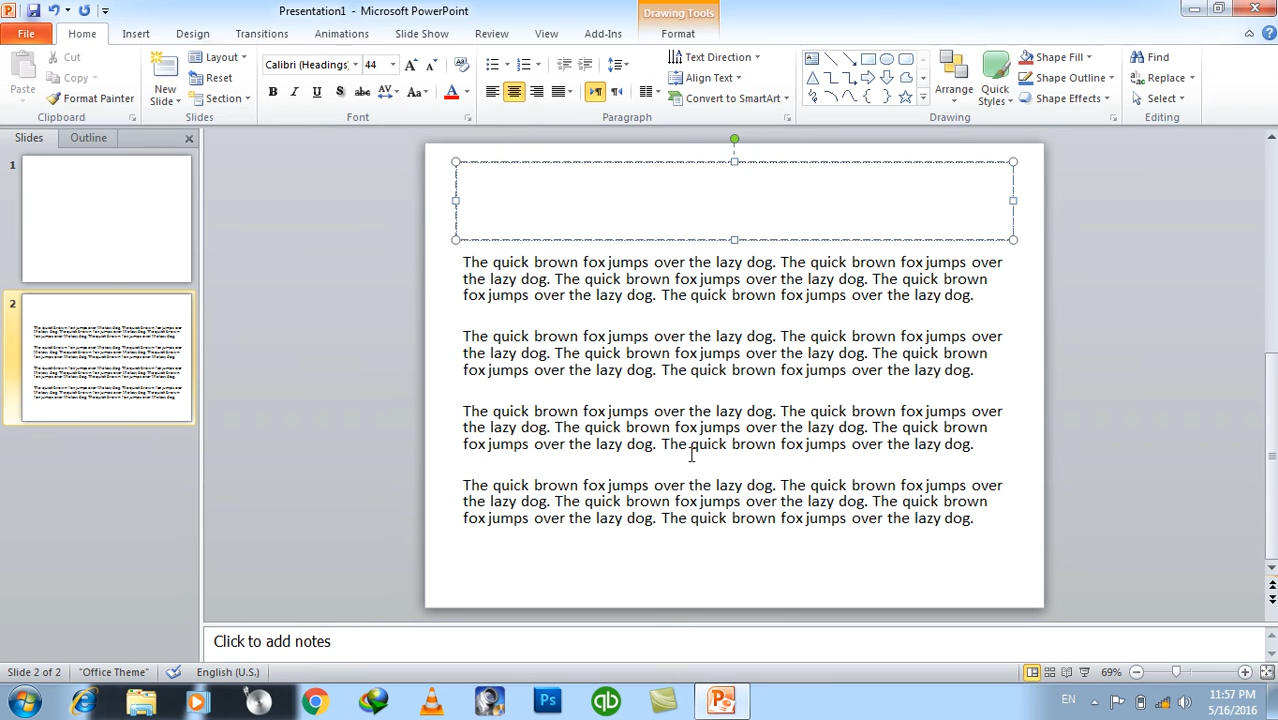 Presentation1 - Microsoft PowerPoint
Drawing Tools
File Home Insert Design Transitions Animations Slide Show Review View Add-Ins Format
Paste
Cut
Copy
Format Painter
Clipboard
New Slide
Layout
Reset
Section
Slides
Calibri (Headings) 44
B I U S abc AV Aa A
Font
Text Direction
Align Text
Convert to SmartArt
Paragraph
Arrange
Quick Styles
Shape Fill
Shape Outline
Shape Effects
Drawing
Find
Replace
Select
Editing
Slides Outline
1
2
The quick brown fox jumps over the lazy dog. The quick brown fox jumps over
the lazy dog. The quick brown fox jumps over the lazy dog. The quick brown
fox jumps over the lazy dog. The quick brown fox jumps over the lazy dog.
The quick brown fox jumps over the lazy dog. The quick brown fox jumps over
the lazy dog. The quick brown fox jumps over the lazy dog. The quick brown
fox jumps over the lazy dog. The quick brown fox jumps over the lazy dog.
The quick brown fox jumps over the lazy dog. The quick brown fox jumps over
the lazy dog. The quick brown fox jumps over the lazy dog. The quick brown
fox jumps over the lazy dog. The quick brown fox jumps over the lazy dog.
The quick brown fox jumps over the lazy dog. The quick brown fox jumps over
the lazy dog. The quick brown fox jumps over the lazy dog. The quick brown
fox jumps over the lazy dog. The quick brown fox jumps over the lazy dog.
Click to add notes
Slide 2 of 2 "Office Theme" English (U.S.) 69%
Ps qb EN 11:57 PM
5/16/2016